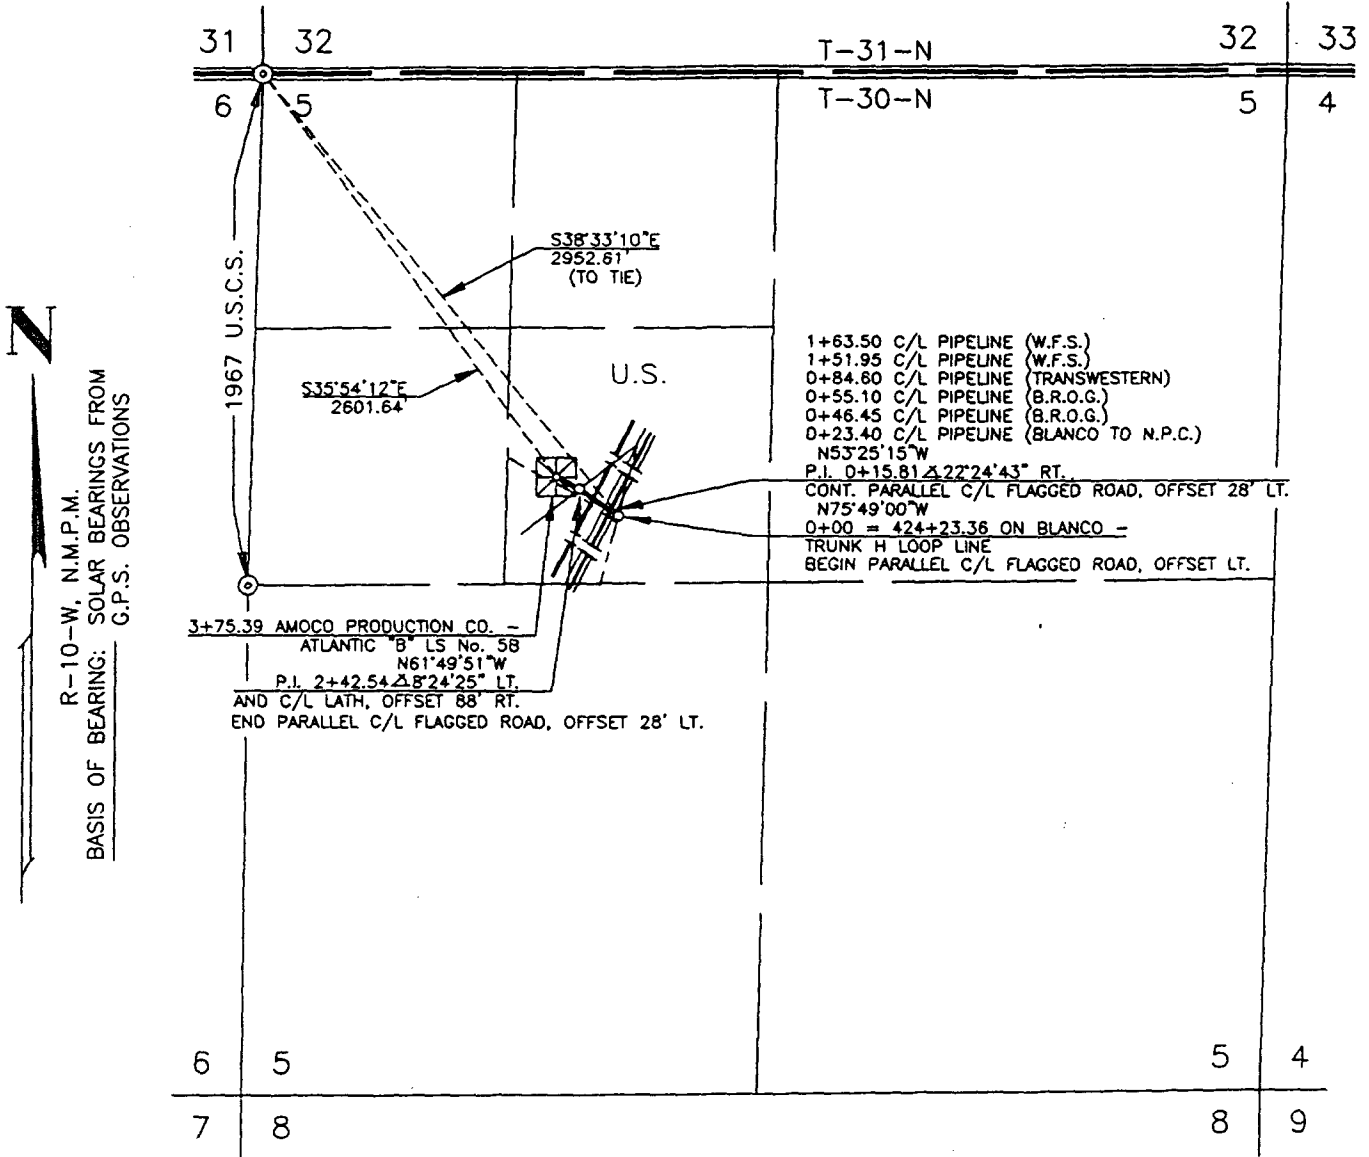 31 32
T-31-N
32 33
6 5
T-30-N
5 4
1967 U.S.C.S.
S38°33'10"E
2952.61'
(TO TIE)
S35°54'12"E
2601.64'
U.S.
1+63.50 C/L PIPELINE (W.F.S.)
1+51.95 C/L PIPELINE (W.F.S.)
0+84.60 C/L PIPELINE (TRANSWESTERN)
0+55.10 C/L PIPELINE (B.R.O.G.)
0+46.45 C/L PIPELINE (B.R.O.G.)
0+23.40 C/L PIPELINE (BLANCO TO N.P.C.)
N53°25'15"W
P.I. 0+15.81 ∆22°24'43" RT.
CONT. PARALLEL C/L FLAGGED ROAD, OFFSET 28' LT.
N75°49'00"W
0+00 = 424+23.36 ON BLANCO -
TRUNK H LOOP LINE
BEGIN PARALLEL C/L FLAGGED ROAD, OFFSET LT.
N
R-10-W, N.M.P.M.
BASIS OF BEARING: SOLAR BEARINGS FROM
G.P.S. OBSERVATIONS
3+75.39 AMOCO PRODUCTION CO. -
ATLANTIC "B" LS No. 5B
N61°49'51"W
P.I. 2+42.54 ∆8°24'25" LT.
AND C/L LATH, OFFSET 88' RT.
END PARALLEL C/L FLAGGED ROAD, OFFSET 28' LT.
6 5
5 4
7 8
8 9